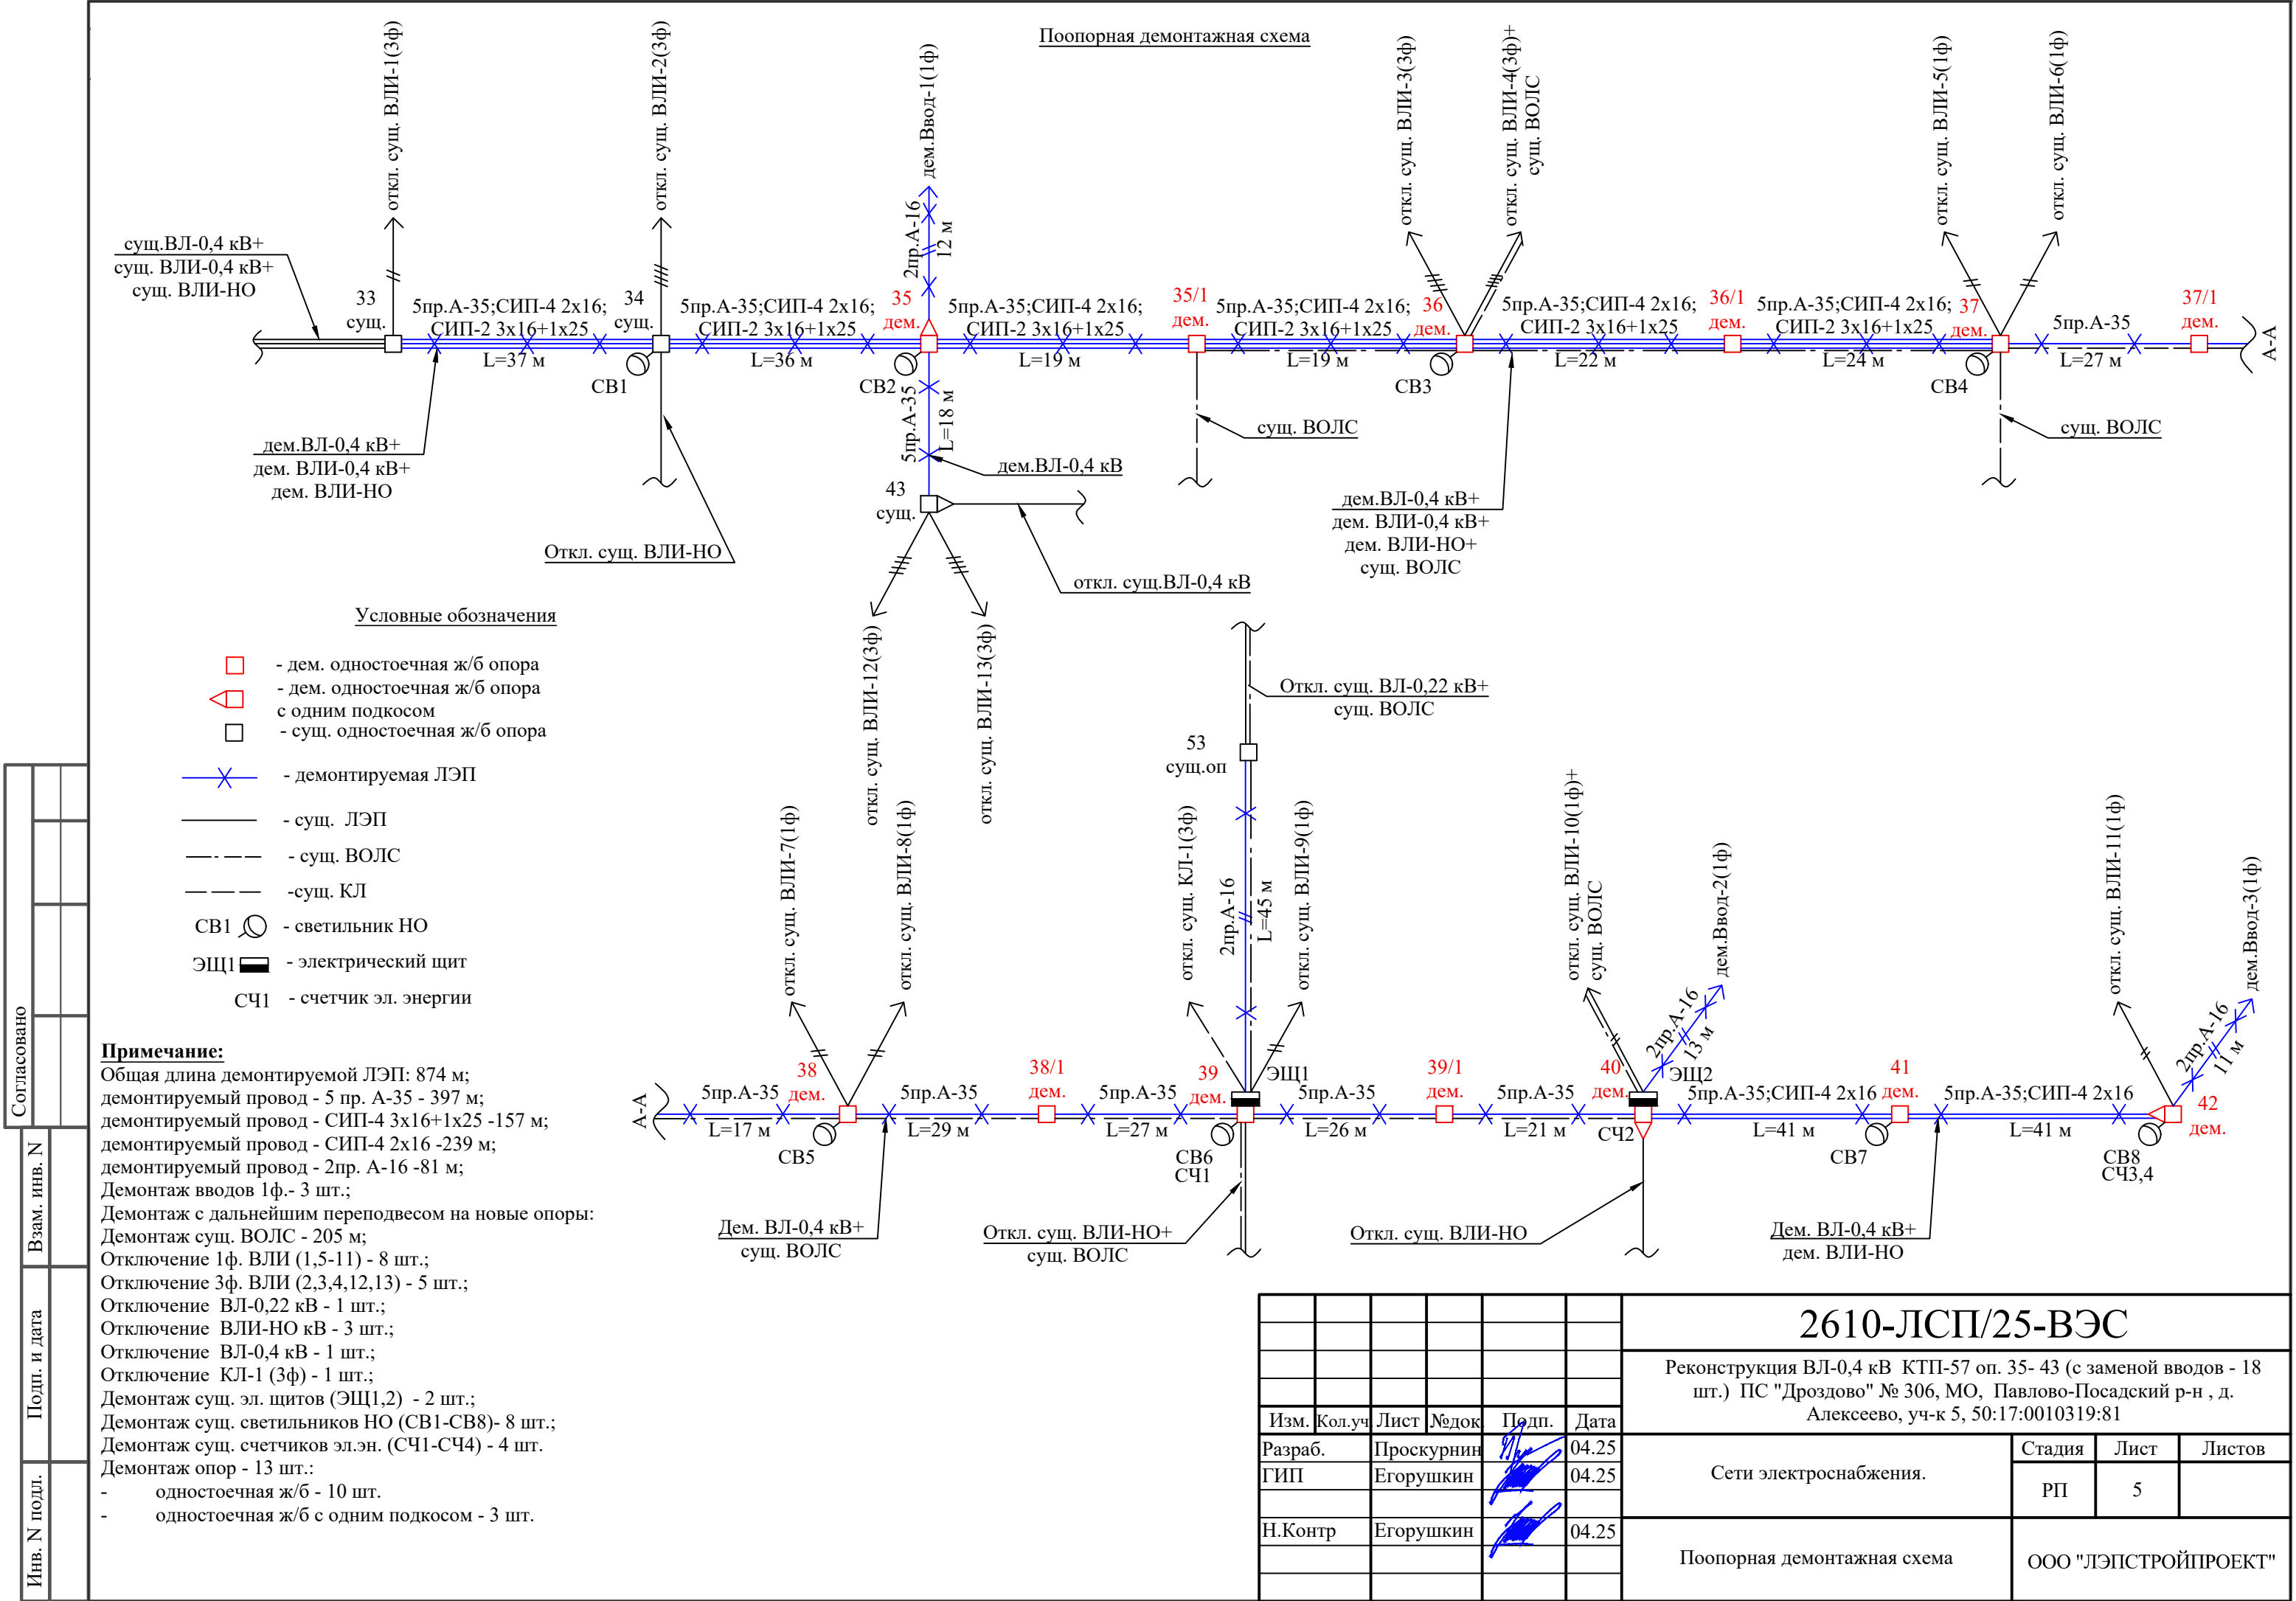 Поопорная демонтажная схема
откл. сущ. ВЛИ-1(3ф)
откл. сущ. ВЛИ-2(3ф)
дем.Ввод-1(1ф)
откл. сущ. ВЛИ-3(3ф)
откл. сущ. ВЛИ-4(3ф)+
сущ. ВОЛС
откл. сущ. ВЛИ-5(1ф)
откл. сущ. ВЛИ-6(1ф)
сущ.ВЛ-0,4 кВ+
сущ. ВЛИ-0,4 кВ+
сущ. ВЛИ-НО
33
сущ.
5пр.А-35;СИП-4 2х16;
СИП-2 3х16+1х25
L=37 м
34
сущ.
СВ1
5пр.А-35;СИП-4 2х16;
СИП-2 3х16+1х25
L=36 м
2пр.А-16
12 м
35
дем.
СВ2
5пр.А-35;СИП-4 2х16;
СИП-2 3х16+1х25
L=19 м
35/1
дем.
5пр.А-35;СИП-4 2х16;
СИП-2 3х16+1х25
L=19 м
36
дем.
СВ3
5пр.А-35;СИП-4 2х16;
СИП-2 3х16+1х25
L=22 м
36/1
дем.
5пр.А-35;СИП-4 2х16;
СИП-2 3х16+1х25
L=24 м
37
дем.
СВ4
5пр.А-35
L=27 м
37/1
дем.
А-А
дем.ВЛ-0,4 кВ+
дем. ВЛИ-0,4 кВ+
дем. ВЛИ-НО
Откл. сущ. ВЛИ-НО
5пр.А-35
L=18 м
дем.ВЛ-0,4 кВ
43
сущ.
откл. сущ.ВЛ-0,4 кВ
сущ. ВОЛС
дем.ВЛ-0,4 кВ+
дем. ВЛИ-0,4 кВ+
дем. ВЛИ-НО+
сущ. ВОЛС
сущ. ВОЛС
откл. сущ. ВЛИ-12(3ф)
откл. сущ. ВЛИ-13(3ф)
Условные обозначения
- дем. одностоечная ж/б опора
- дем. одностоечная ж/б опора
с одним подкосом
- сущ. одностоечная ж/б опора
- демонтируемая ЛЭП
- сущ. ЛЭП
- сущ. ВОЛС
-сущ. КЛ
СВ1 - светильник НО
ЭЩ1 - электрический щит
СЧ1 - счетчик эл. энергии
Откл. сущ. ВЛ-0,22 кВ+
сущ. ВОЛС
53
сущ.оп
2пр.А-16
L=45 м
откл. сущ. ВЛИ-7(1ф)
откл. сущ. ВЛИ-8(1ф)
откл. сущ. КЛ-1(3ф)
откл. сущ. ВЛИ-9(1ф)
откл. сущ. ВЛИ-10(1ф)+
сущ. ВОЛС
дем.Ввод-2(1ф)
2пр.А-16
13 м
откл. сущ. ВЛИ-11(1ф)
дем.Ввод-3(1ф)
2пр.А-16
11 м
А-А
5пр.А-35
L=17 м
38
дем.
СВ5
5пр.А-35
L=29 м
38/1
дем.
5пр.А-35
L=27 м
39
дем.
ЭЩ1
СВ6
СЧ1
5пр.А-35
L=26 м
39/1
дем.
5пр.А-35
L=21 м
40
дем.
ЭЩ2
СЧ2
5пр.А-35;СИП-4 2х16
L=41 м
41
дем.
СВ7
5пр.А-35;СИП-4 2х16
L=41 м
42
дем.
СВ8
СЧ3,4
Дем. ВЛ-0,4 кВ+
сущ. ВОЛС
Откл. сущ. ВЛИ-НО+
сущ. ВОЛС
Откл. сущ. ВЛИ-НО
Дем. ВЛ-0,4 кВ+
дем. ВЛИ-НО
Примечание:
Общая длина демонтируемой ЛЭП: 874 м;
демонтируемый провод - 5 пр. А-35 - 397 м;
демонтируемый провод - СИП-4 3х16+1х25 -157 м;
демонтируемый провод - СИП-4 2х16 -239 м;
демонтируемый провод - 2пр. А-16 -81 м;
Демонтаж вводов 1ф.- 3 шт.;
Демонтаж с дальнейшим переподвесом на новые опоры:
Демонтаж сущ. ВОЛС - 205 м;
Отключение 1ф. ВЛИ (1,5-11) - 8 шт.;
Отключение 3ф. ВЛИ (2,3,4,12,13) - 5 шт.;
Отключение ВЛ-0,22 кВ - 1 шт.;
Отключение ВЛИ-НО кВ - 3 шт.;
Отключение ВЛ-0,4 кВ - 1 шт.;
Отключение КЛ-1 (3ф) - 1 шт.;
Демонтаж сущ. эл. щитов (ЭЩ1,2) - 2 шт.;
Демонтаж сущ. светильников НО (СВ1-СВ8)- 8 шт.;
Демонтаж сущ. счетчиков эл.эн. (СЧ1-СЧ4) - 4 шт.
Демонтаж опор - 13 шт.:
- одностоечная ж/б - 10 шт.
- одностоечная ж/б с одним подкосом - 3 шт.
Согласовано
Взам. инв. N
Подп. и дата
Инв. N подл.
2610-ЛСП/25-ВЭС
Реконструкция ВЛ-0,4 кВ КТП-57 оп. 35- 43 (с заменой вводов - 18
шт.) ПС "Дроздово" № 306, МО, Павлово-Посадский р-н , д.
Алексеево, уч-к 5, 50:17:0010319:81
Изм. Кол.уч. Лист №док. Подп. Дата
Разраб. Проскурнин 04.25
ГИП Егорушкин 04.25
Н.Контр Егорушкин 04.25
Сети электроснабжения.
Стадия Лист Листов
РП 5
Поопорная демонтажная схема
ООО "ЛЭПСТРОЙПРОЕКТ"